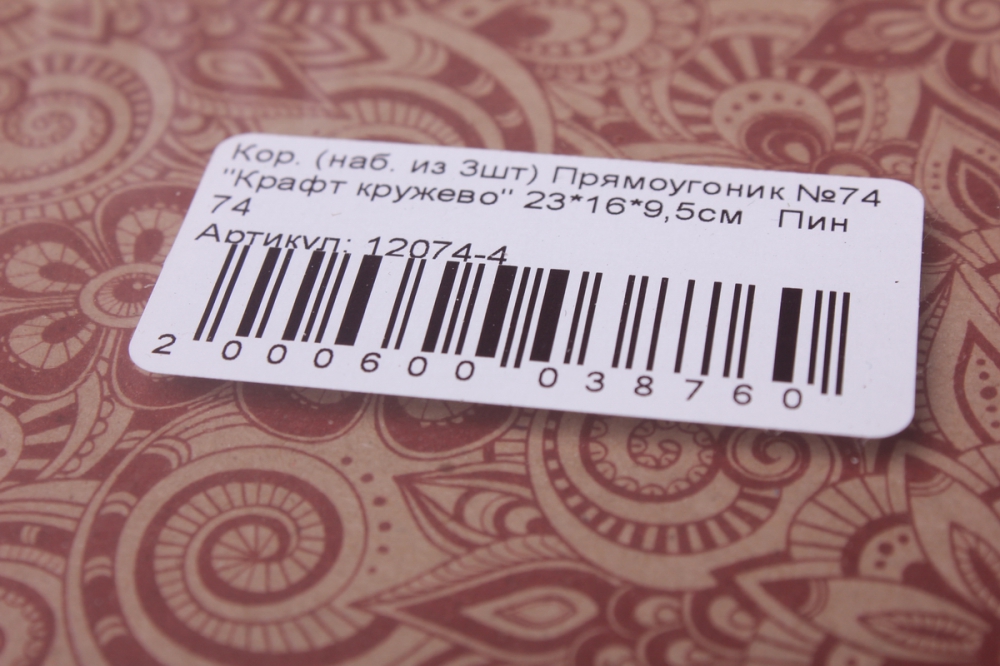 Кор. (наб. из 3шт) Прямоугоник №74
"Крафт кружево" 23*16*9,5см Пин
74
Артикул: 12074-4
2 000600 038760